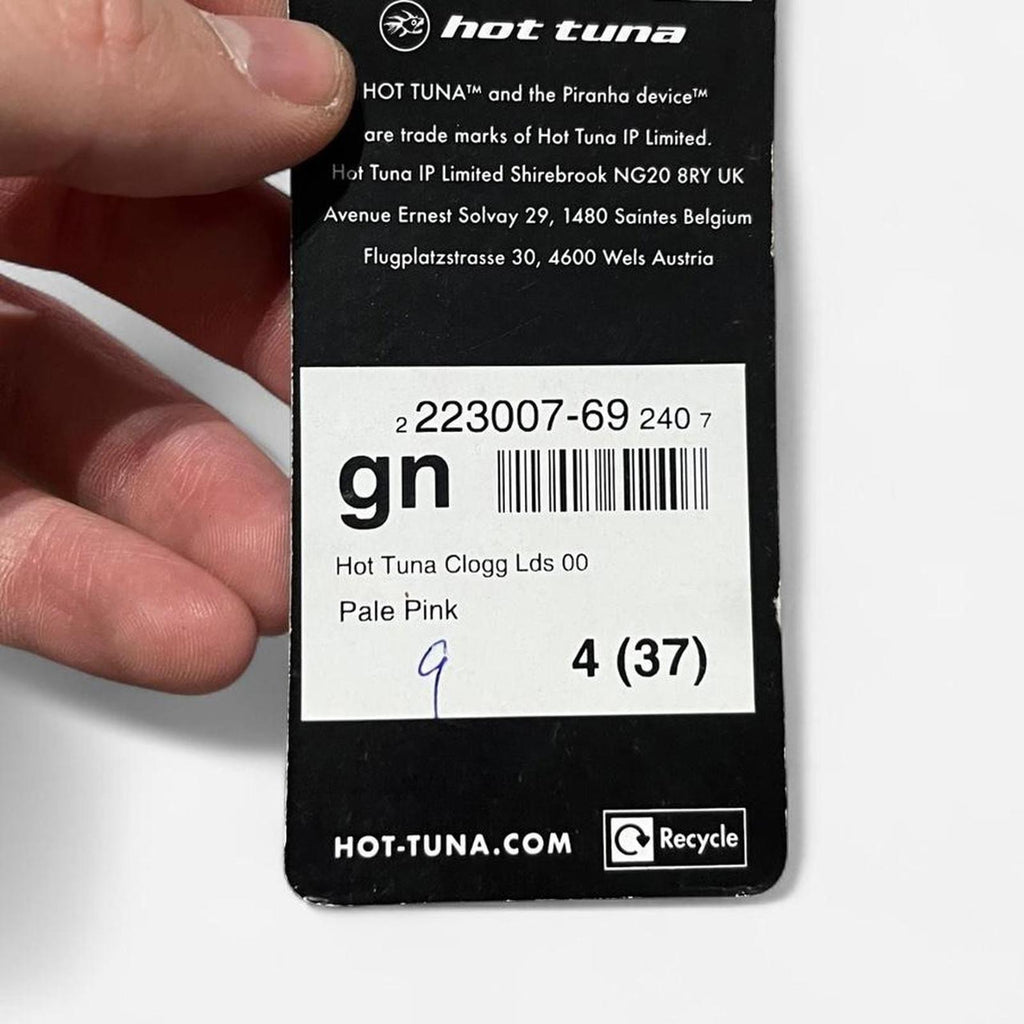 hot tuna
HOT TUNA™ and the Piranha device™
are trade marks of Hot Tuna IP Limited.
Hot Tuna IP Limited Shirebrook NG20 8RY UK
Avenue Ernest Solvay 29, 1480 Saintes Belgium
Flugplatzstrasse 30, 4600 Wels Austria
2 223007-69 240 7
gn
Hot Tuna Clogg Lds 00
Pale Pink
9
4 (37)
HOT-TUNA.COM
Recycle